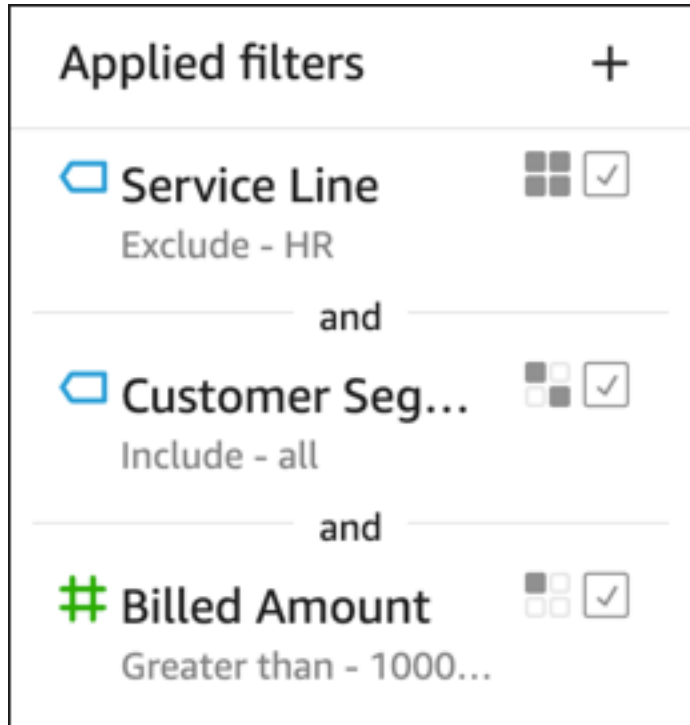 Applied filters +
Service Line
Exclude - HR
and
Customer Seg...
Include - all
and
Billed Amount
Greater than - 1000...